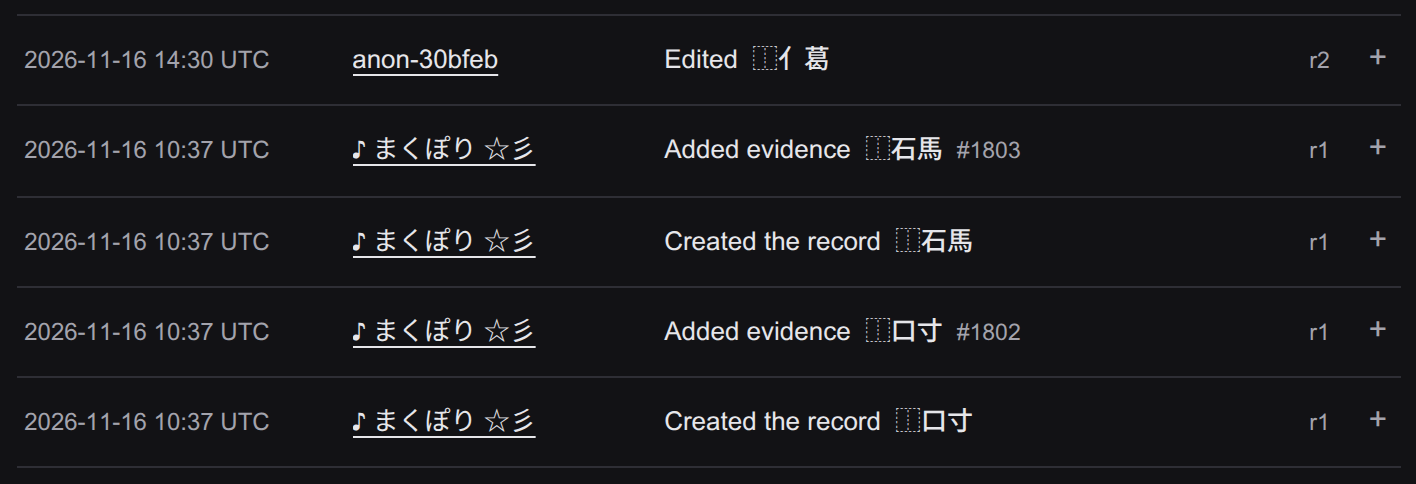 2026-11-16 14:30 UTC anon-30bfeb Edited ⿰亻葛 r2 +
2026-11-16 10:37 UTC ♪ まくぽり ☆彡 Added evidence ⿰石馬 #1803 r1 +
2026-11-16 10:37 UTC ♪ まくぽり ☆彡 Created the record ⿰石馬 r1 +
2026-11-16 10:37 UTC ♪ まくぽり ☆彡 Added evidence ⿰口寸 #1802 r1 +
2026-11-16 10:37 UTC ♪ まくぽり ☆彡 Created the record ⿰口寸 r1 +